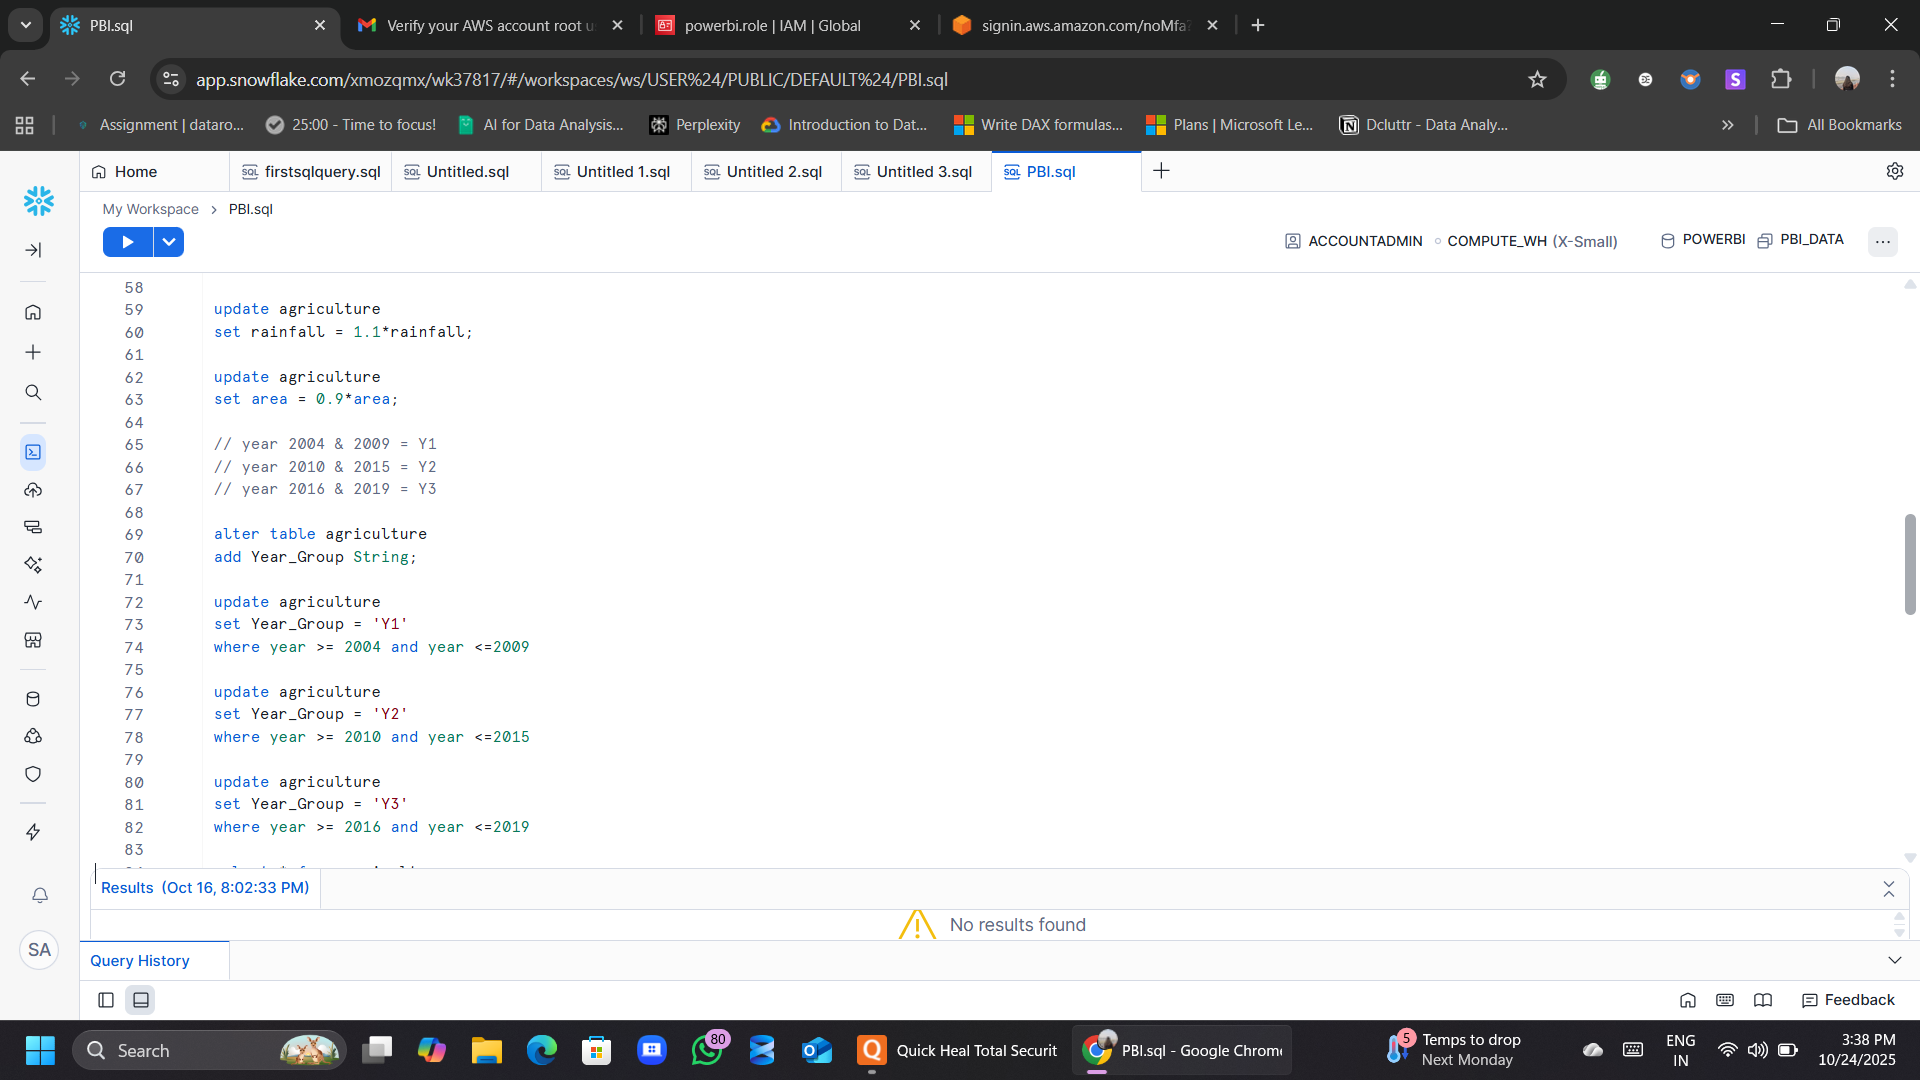 PBI.sql
Verify your AWS account root u
powerbi.role | IAM | Global
signin.aws.amazon.com/noMfa
app.snowflake.com/xmozqmx/wk37817/#/workspaces/ws/USER%24/PUBLIC/DEFAULT%24/PBI.sql
Assignment | dataro...
25:00 - Time to focus!
AI for Data Analysis...
Perplexity
Introduction to Dat...
Write DAX formulas...
Plans | Microsoft Le...
Dcluttr - Data Analy...
All Bookmarks
Home
SQL firstsqlquery.sql
SQL Untitled.sql
SQL Untitled 1.sql
SQL Untitled 2.sql
SQL Untitled 3.sql
SQL PBI.sql
My Workspace > PBI.sql
ACCOUNTADMIN
COMPUTE_WH (X-Small)
POWERBI
PBI_DATA
58
59 update agriculture
60 set rainfall = 1.1*rainfall;
61
62 update agriculture
63 set area = 0.9*area;
64
65 // year 2004 & 2009 = Y1
66 // year 2010 & 2015 = Y2
67 // year 2016 & 2019 = Y3
68
69 alter table agriculture
70 add Year_Group String;
71
72 update agriculture
73 set Year_Group = 'Y1'
74 where year >= 2004 and year <=2009
75
76 update agriculture
77 set Year_Group = 'Y2'
78 where year >= 2010 and year <=2015
79
80 update agriculture
81 set Year_Group = 'Y3'
82 where year >= 2016 and year <=2019
83
Results (Oct 16, 8:02:33 PM)
No results found
SA
Query History
Feedback
Search
80
Quick Heal Total Securit
PBI.sql - Google Chrome
5
Temps to drop
Next Monday
ENG
IN
3:38 PM
10/24/2025